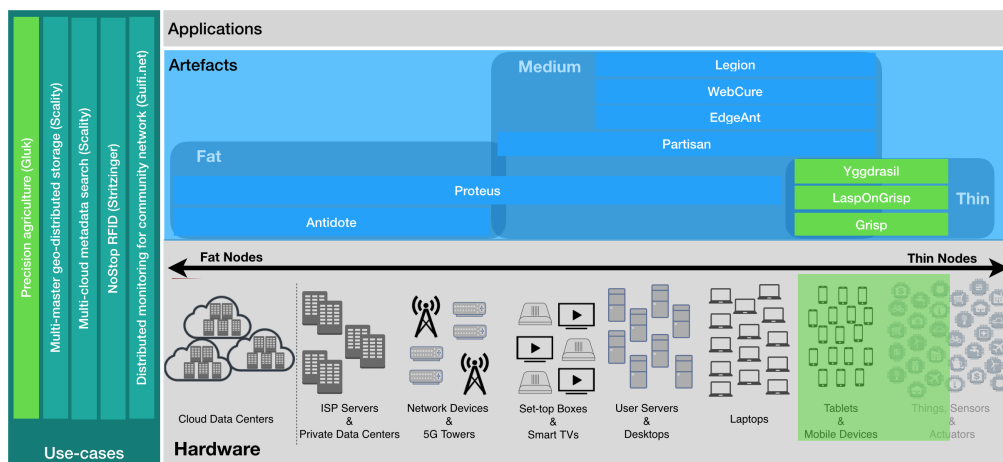 Precision agriculture (Gluk)
Multi-master geo-distributed storage (Scality)
Multi-cloud metadata search (Scality)
NoStop RFID (Stritzinger)
Distributed monitoring for community network (Guifi.net)
Use-cases
Applications
Artefacts
Medium
Legion
WebCure
EdgeAnt
Partisan
Fat
Proteus
Antidote
Yggdrasil
LaspOnGrisp
Grisp
Thin
Fat Nodes
Thin Nodes
Cloud Data Centers
ISP Servers
&
Private Data Centers
Network Devices
&
5G Towers
Set-top Boxes
&
Smart TVs
User Servers
&
Desktops
Laptops
Tablets
&
Mobile Devices
Things, Sensors
&
Actuators
Hardware